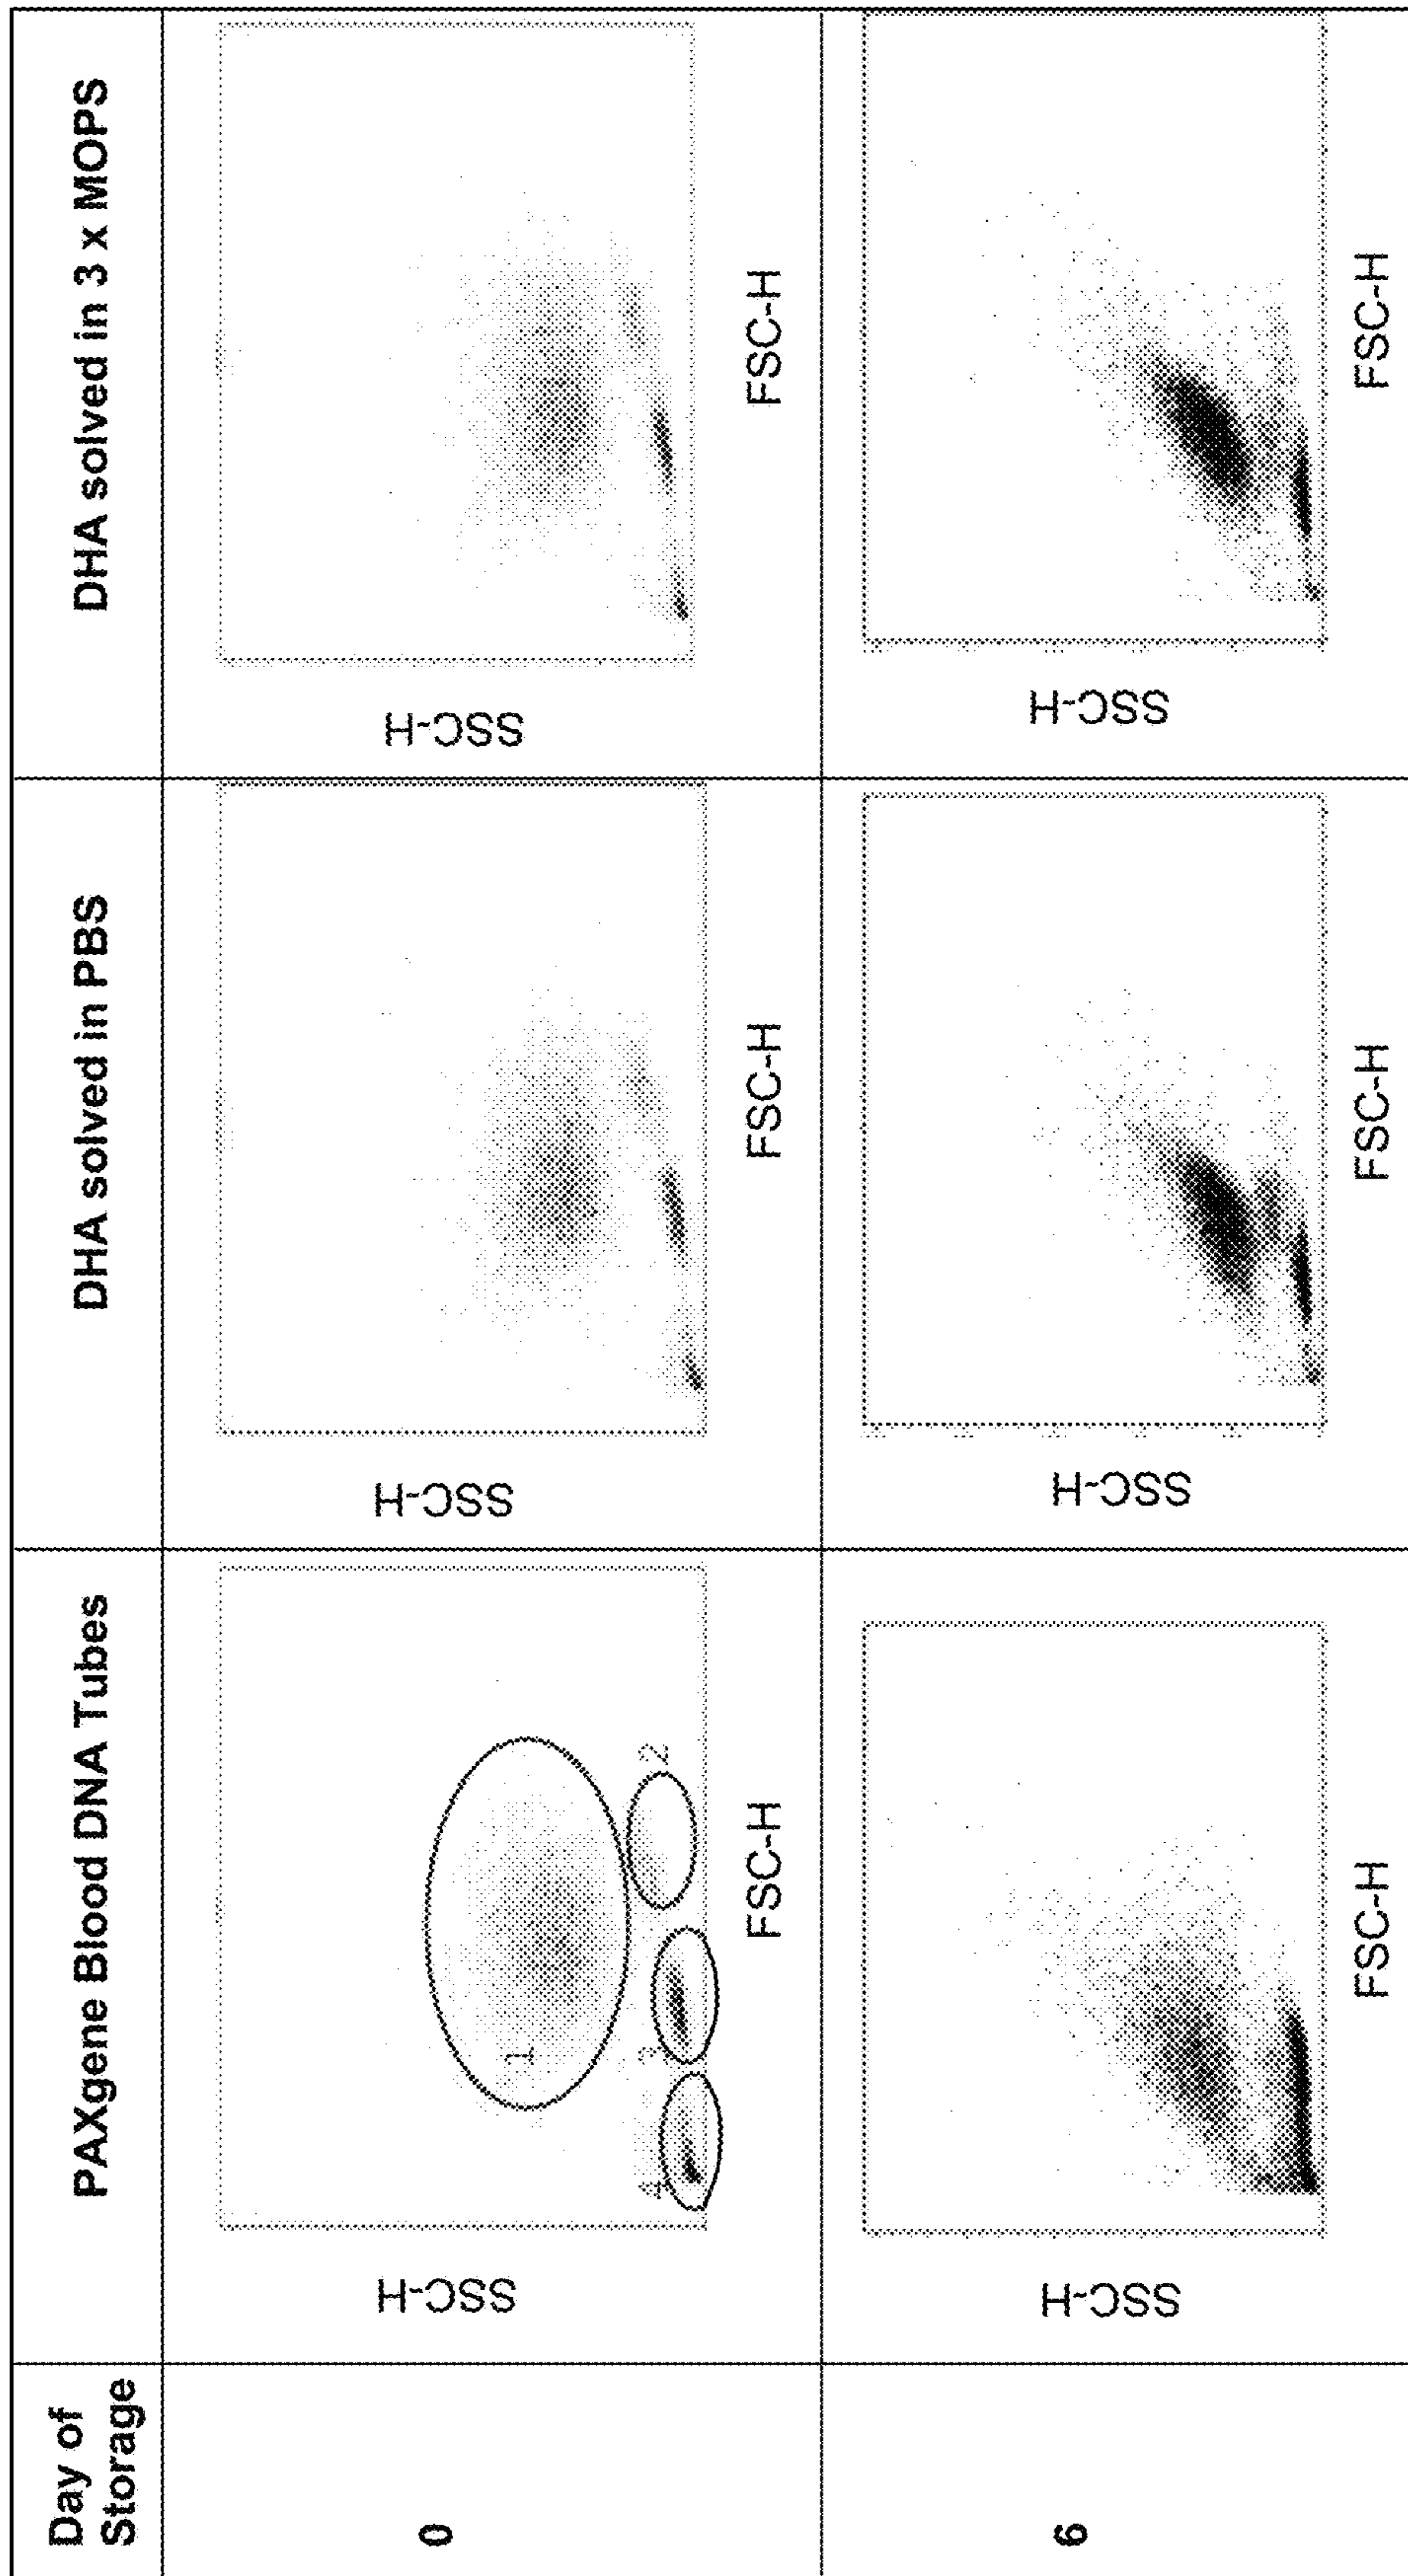 Day of
Storage
PAXgene Blood DNA Tubes
DHA solved in PBS
DHA solved in 3 x MOPS
0
SSC-H
1
2
3
4
FSC-H
SSC-H
FSC-H
SSC-H
FSC-H
6
SSC-H
FSC-H
SSC-H
FSC-H
SSC-H
FSC-H